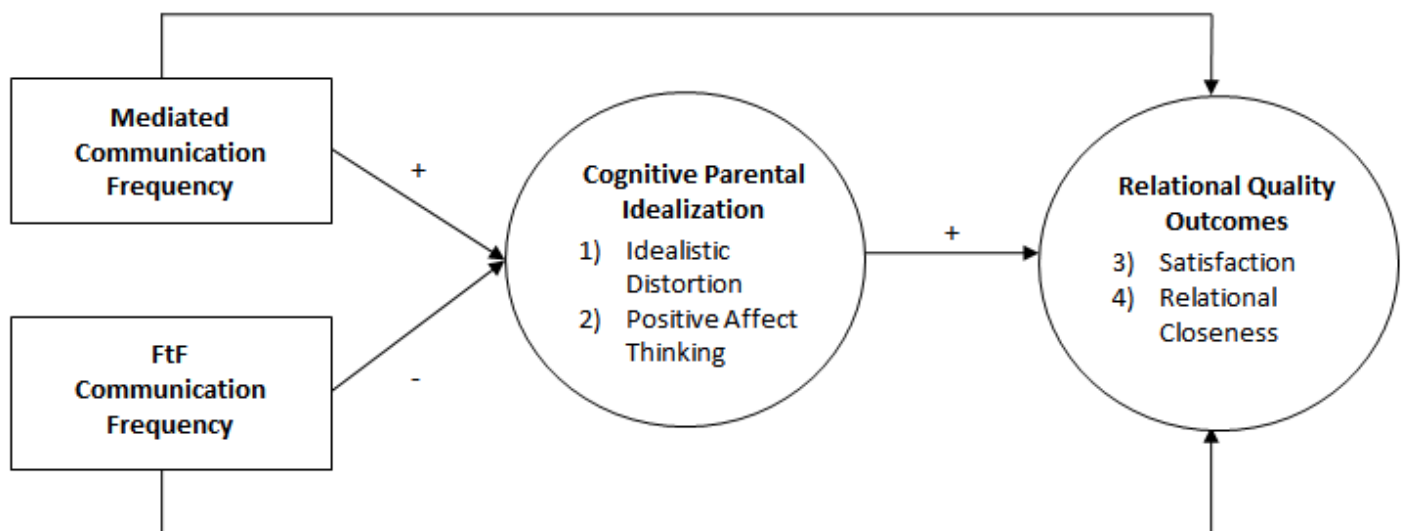 Mediated
Communication
Frequency
+
Cognitive Parental
Idealization
1) Idealistic
Distortion
2) Positive Affect
Thinking
+
Relational Quality
Outcomes
3) Satisfaction
4) Relational
Closeness
FtF
Communication
Frequency
-